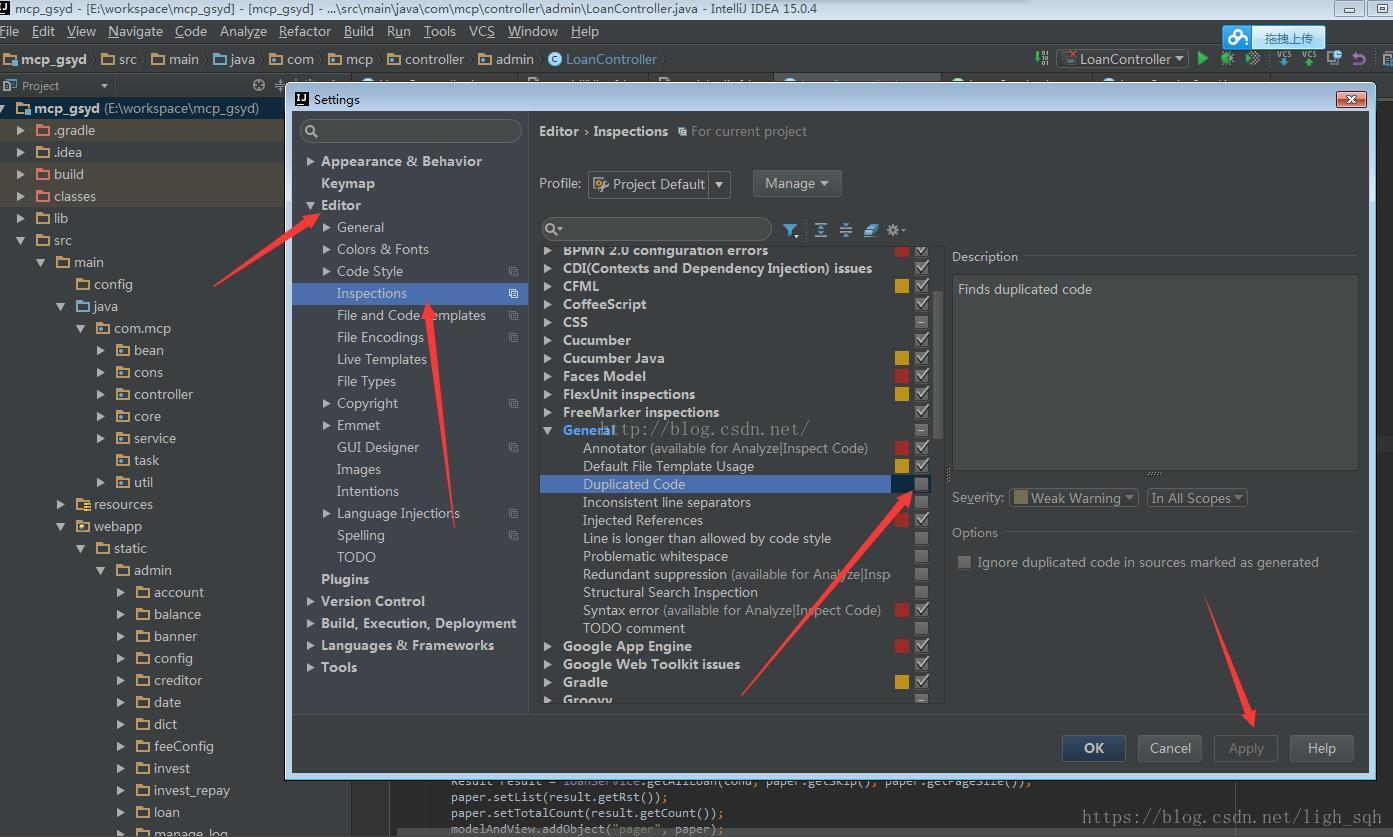 mcp_gsyd - [E:\workspace\mcp_gsyd] - [mcp_gsyd] - ...\src\main\java\com\mcp\controller\admin\LoanController.java - IntelliJ IDEA 15.0.4
File Edit View Navigate Code Analyze Refactor Build Run Tools VCS Window Help
拖拽上传
mcp_gsyd src main java com mcp controller admin LoanController
LoanController
VCS VCS
Project
mcp_gsyd (E:\workspace\mcp_gsyd)
.gradle
.idea
build
classes
lib
src
main
config
java
com.mcp
bean
cons
controller
core
service
task
util
resources
webapp
static
admin
account
balance
banner
config
creditor
date
dict
feeConfig
invest
invest_repay
loan
manage_log
Settings
Appearance & Behavior
Keymap
Editor
General
Colors & Fonts
Code Style
Inspections
File and Code Templates
File Encodings
Live Templates
File Types
Copyright
Emmet
GUI Designer
Images
Intentions
Language Injections
Spelling
TODO
Plugins
Version Control
Build, Execution, Deployment
Languages & Frameworks
Tools
Editor › Inspections For current project
Profile: Project Default Manage
BPMN 2.0 configuration errors
CDI(Contexts and Dependency Injection) issues
CFML
CoffeeScript
CSS
Cucumber
Cucumber Java
Faces Model
FlexUnit inspections
FreeMarker inspections
General
http://blog.csdn.net/
Annotator (available for Analyze|Inspect Code)
Default File Template Usage
Duplicated Code
Inconsistent line separators
Injected References
Line is longer than allowed by code style
Problematic whitespace
Redundant suppression (available for Analyze|Insp
Structural Search Inspection
Syntax error (available for Analyze|Inspect Code)
TODO comment
Google App Engine
Google Web Toolkit issues
Gradle
Groovy
Description
Finds duplicated code
Severity: Weak Warning In All Scopes
Options
Ignore duplicated code in sources marked as generated
OK Cancel Apply Help
Result result = loanService.getAllLoan(cond, paper.getSkip(), paper.getPageSize());
paper.setList(result.getRst());
paper.setTotalCount(result.getCount());
modelAndView.addObject("pager", paper);
https://blog.csdn.net/ligh_sqh